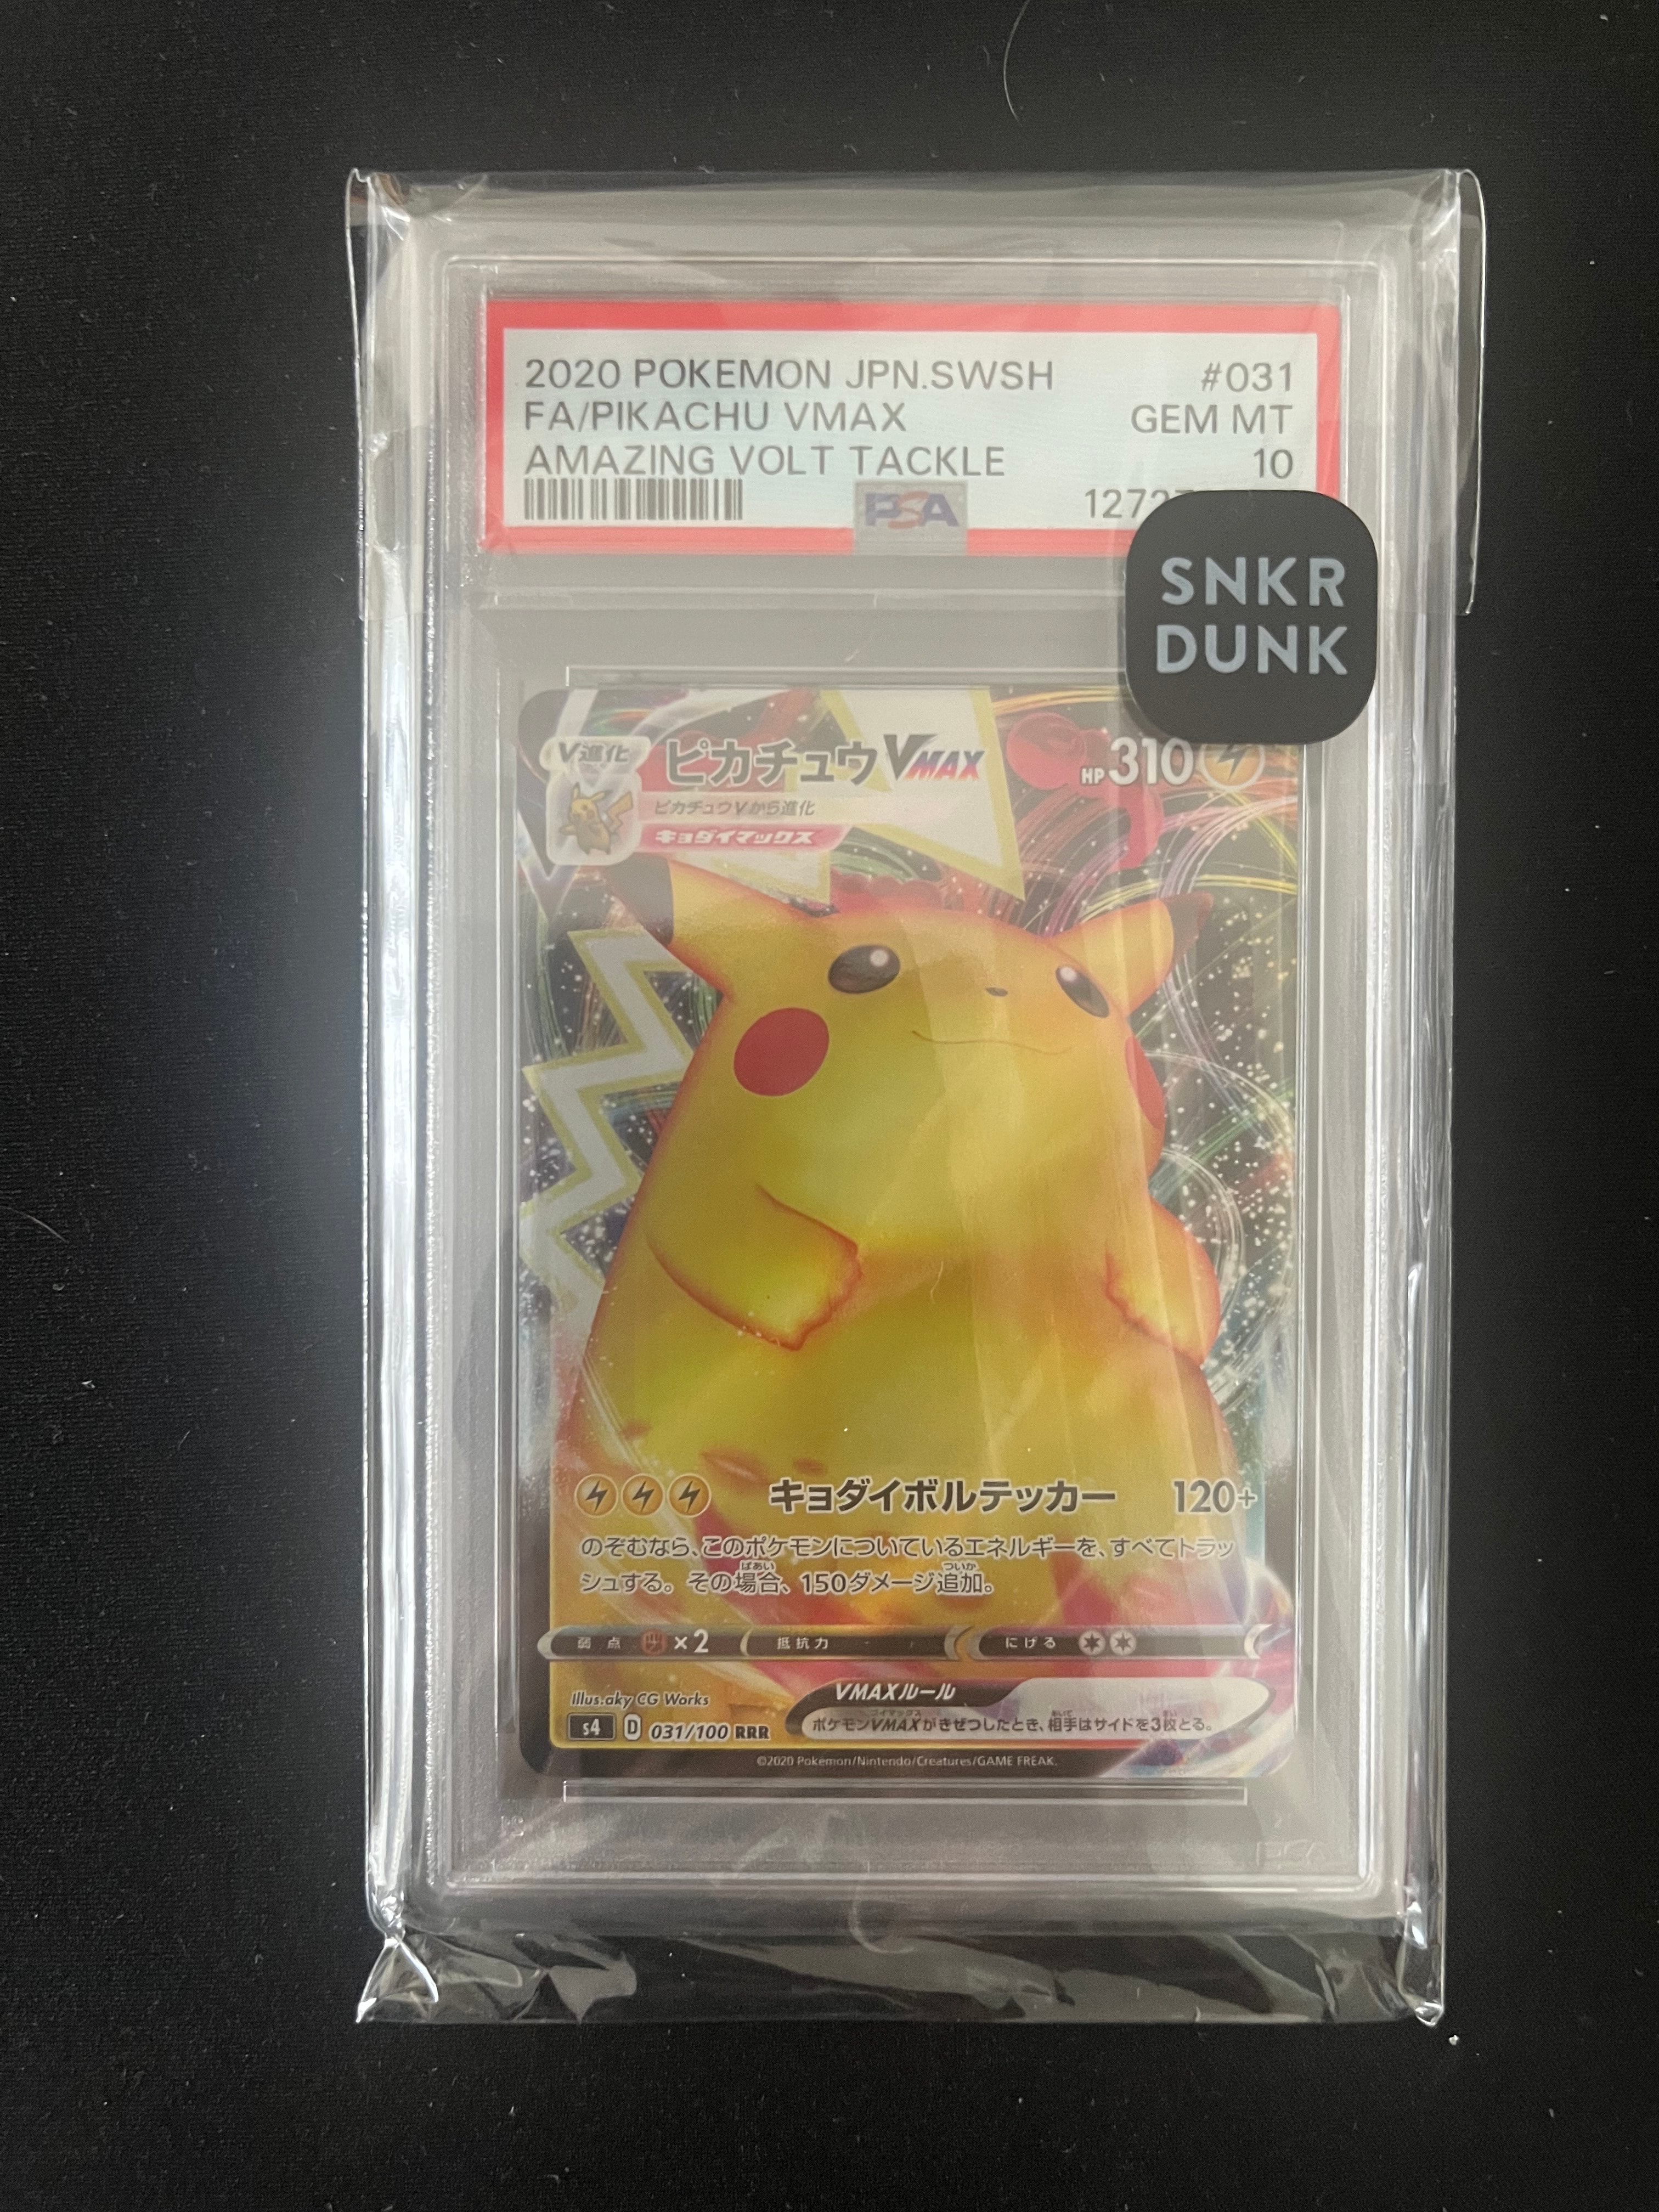 2020 POKEMON JPN.SWSH #031
FA/PIKACHU VMAX GEM MT
AMAZING VOLT TACKLE 10
PSA
SNKR
DUNK
V進化
ピカチュウVMAX HP310
ピカチュウVから進化
キョダイマックス
キョダイボルテッカー 120+
のぞむなら、このポケモンについているエネルギーを、すべてトラッ
シュする。その場合、150ダメージ追加。
弱点 ×2 抵抗力 にげる
Illus.aky CG Works
VMAXルール
ポケモンVMAXがきぜつしたとき、相手はサイドを3枚とる。
s4 D 031/100 RRR
©2020 Pokemon/Nintendo/Creatures/GAME FREAK.